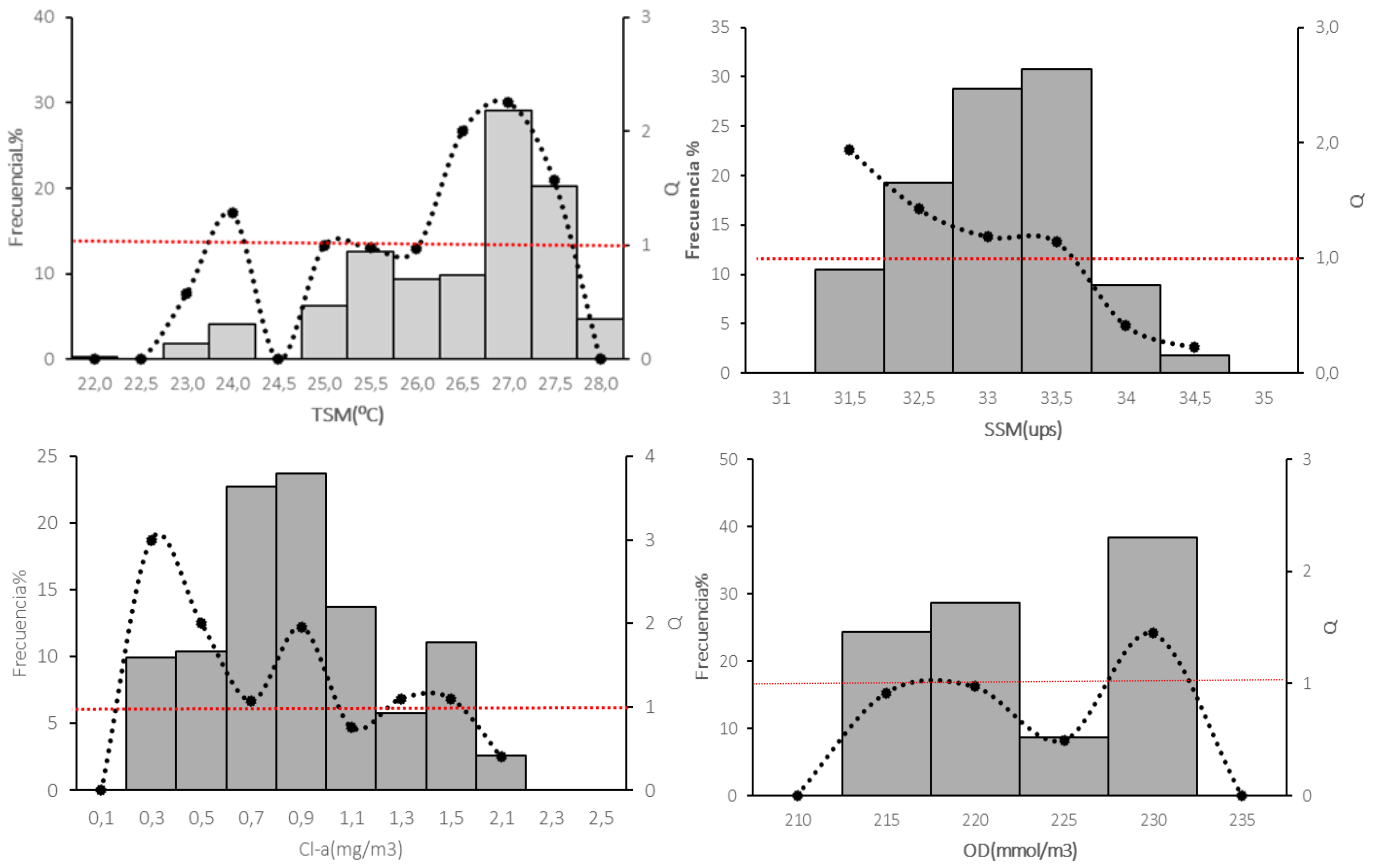 40
30
20
10
0
FrecuenciaL%
3
2
1
0
Q
22,0 22,5 23,0 24,0 24,5 25,0 25,5 26,0 26,5 27,0 27,5 28,0
TSM(ºC)
35
30
25
20
15
10
5
0
Frecuencia %
3,0
2,0
1,0
0,0
Q
31 31,5 32,5 33 33,5 34 34,5 35
SSM(ups)
25
20
15
10
5
0
Frecuencia%
4
3
2
1
0
Q
0,1 0,3 0,5 0,7 0,9 1,1 1,3 1,5 2,1 2,3 2,5
Cl-a(mg/m3)
50
40
30
20
10
0
Frecuencia%
3
2
1
0
Q
210 215 220 225 230 235
OD(mmol/m3)